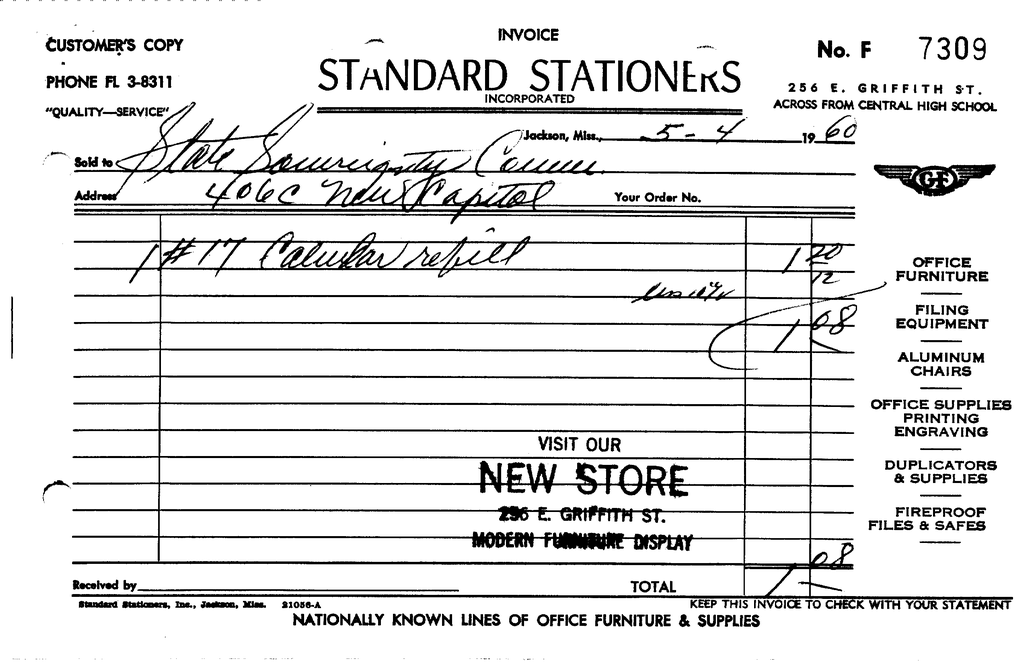 CUSTOMER'S COPY
INVOICE
No. F 7309
PHONE FL 3-8311
STANDARD STATIONERS
INCORPORATED
256 E. GRIFFITH ST.
ACROSS FROM CENTRAL HIGH SCHOOL
"QUALITY—SERVICE"
Jackson, Miss., 5-4 1960
Sold to State Sovereignty Comm.
Address 406C New Capitol Your Order No.
GF
1 #17 Calendar refill 1 20
less 10% 12
1 08
OFFICE
FURNITURE
FILING
EQUIPMENT
ALUMINUM
CHAIRS
OFFICE SUPPLIES
PRINTING
ENGRAVING
DUPLICATORS
& SUPPLIES
FIREPROOF
FILES & SAFES
VISIT OUR
NEW STORE
256 E. GRIFFITH ST.
MODERN FURNITURE DISPLAY
Received by TOTAL 1 08
Standard Stationers, Inc., Jackson, Miss. 21056-A
KEEP THIS INVOICE TO CHECK WITH YOUR STATEMENT
NATIONALLY KNOWN LINES OF OFFICE FURNITURE & SUPPLIES